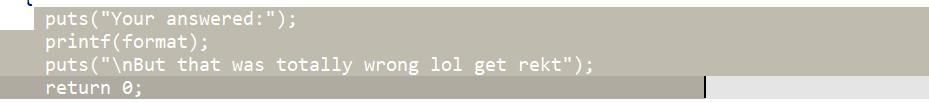 puts("Your answered:");
printf(format);
puts("\nBut that was totally wrong lol get rekt");
return 0;